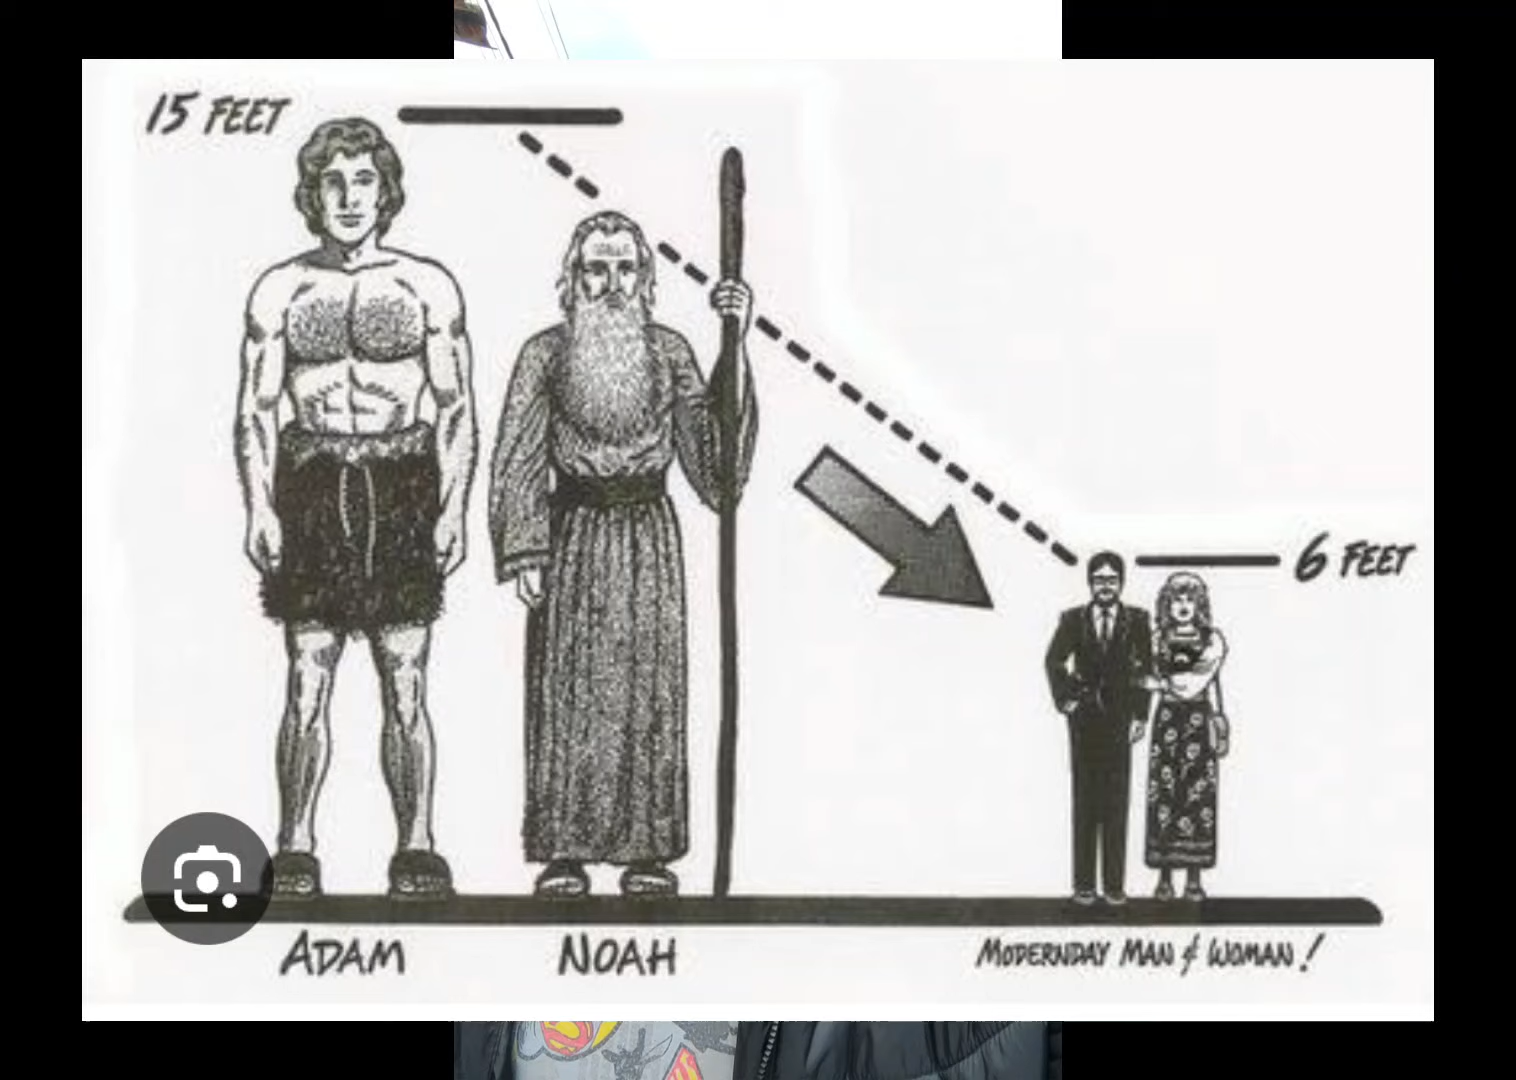 15 FEET
6 FEET
ADAM
NOAH
MODERNDAY MAN & WOMAN!